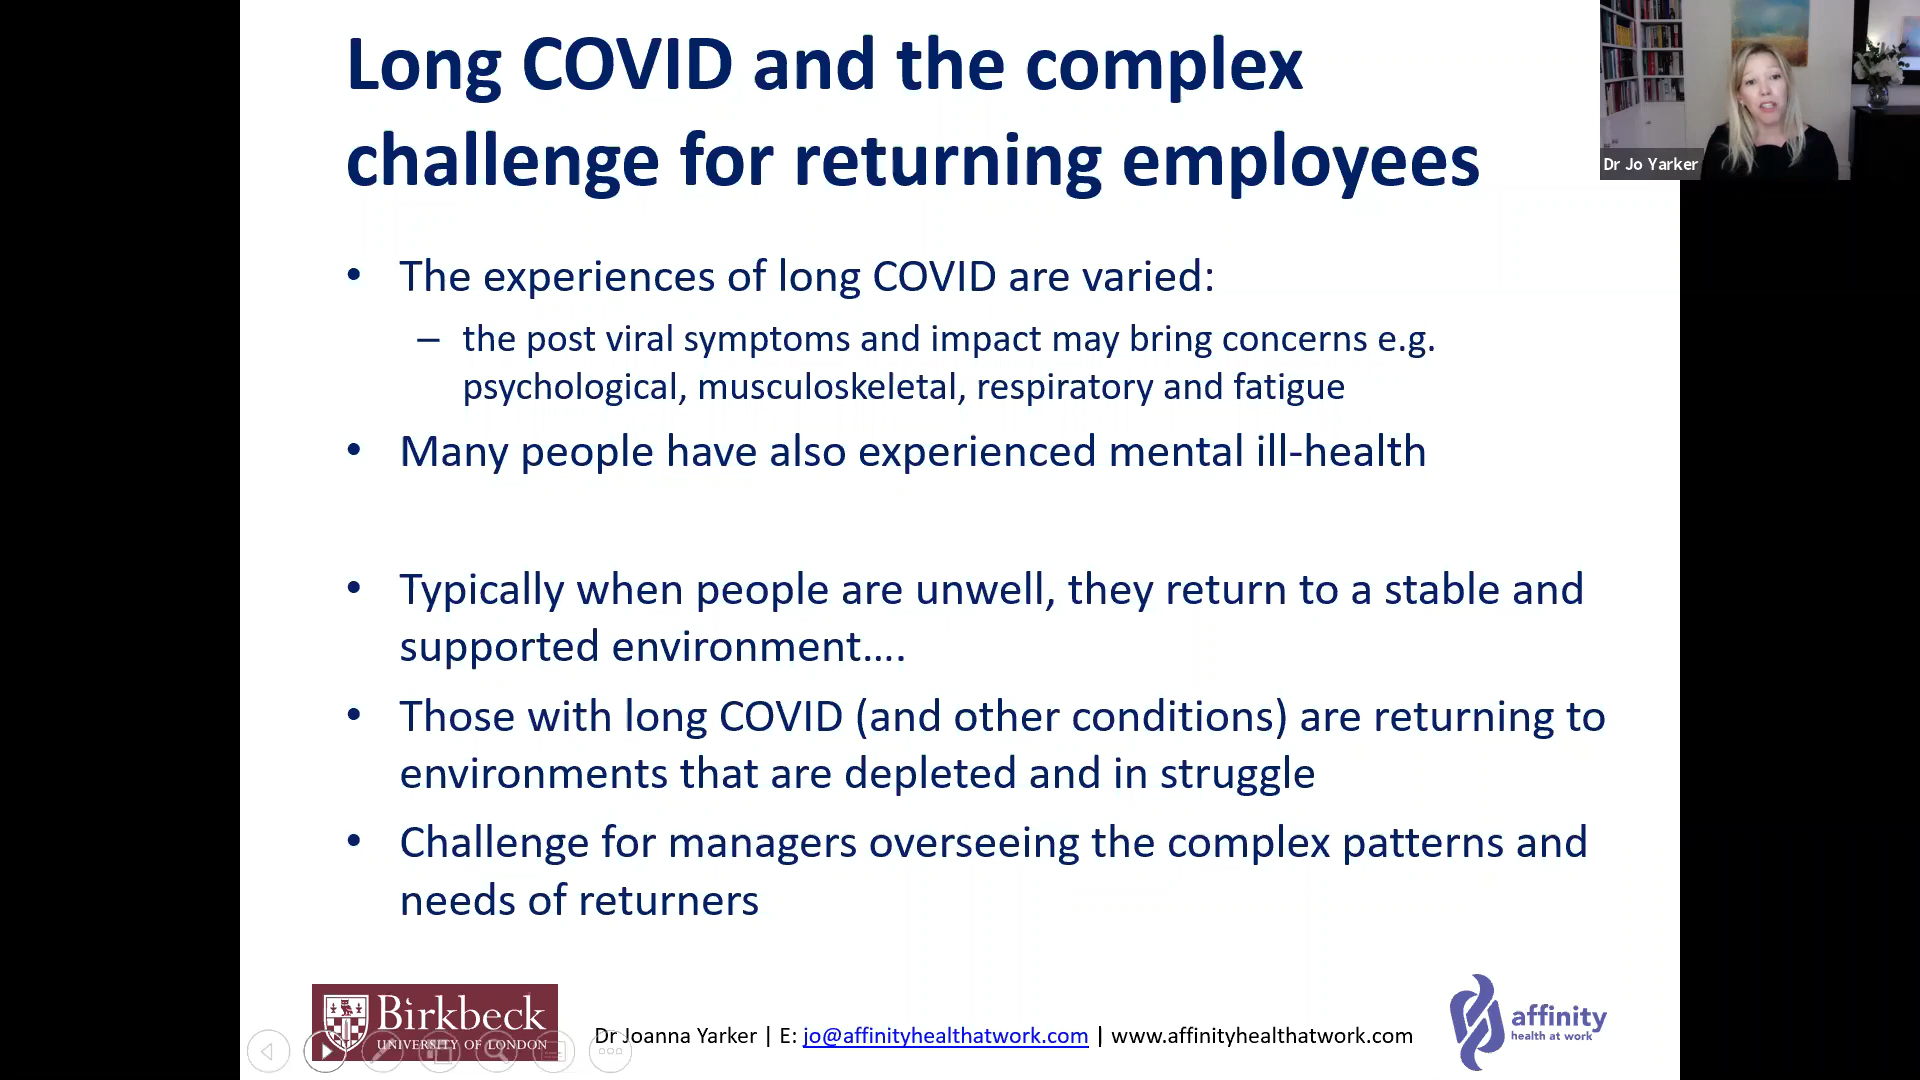 Long COVID and the complex
challenge for returning employees
Dr Jo Yarker
• The experiences of long COVID are varied:
– the post viral symptoms and impact may bring concerns e.g.
psychological, musculoskeletal, respiratory and fatigue
• Many people have also experienced mental ill-health
• Typically when people are unwell, they return to a stable and
supported environment....
• Those with long COVID (and other conditions) are returning to
environments that are depleted and in struggle
• Challenge for managers overseeing the complex patterns and
needs of returners
Birkbeck
UNIVERSITY OF LONDON
Dr Joanna Yarker | E: jo@affinityhealthatwork.com | www.affinityhealthatwork.com
affinity
health at work